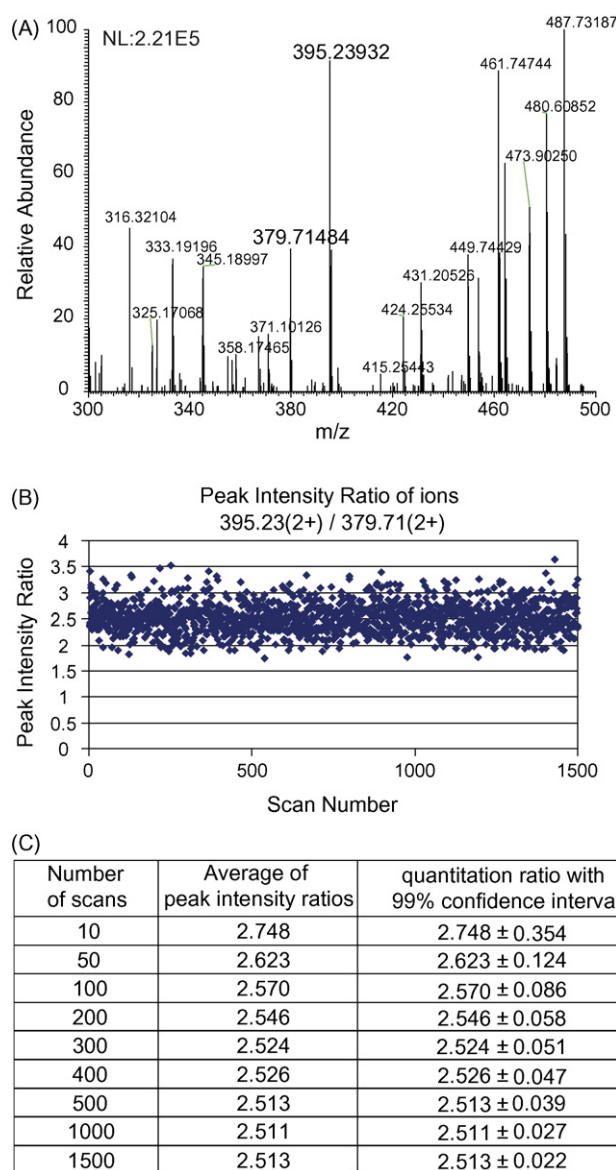 (A)
NL:2.21E5
Relative Abundance
100
80
60
40
20
0
487.73187
395.23932
461.74744
480.60852
473.90250
316.32104
333.19196
345.18997
379.71484
449.74429
431.20526
424.25534
325.17068
371.10126
358.17465
415.25443
300
340
380
420
460
500
m/z
(B)
Peak Intensity Ratio of ions
395.23(2+) / 379.71(2+)
Peak Intensity Ratio
4
3.5
3
2.5
2
1.5
1
0.5
0
0
500
1000
1500
Scan Number
(C)
Number of scans	Average of peak intensity ratios	quantitation ratio with 99% confidence interva
10	2.748	2.748 ± 0.354
50	2.623	2.623 ± 0.124
100	2.570	2.570 ± 0.086
200	2.546	2.546 ± 0.058
300	2.524	2.524 ± 0.051
400	2.526	2.526 ± 0.047
500	2.513	2.513 ± 0.039
1000	2.511	2.511 ± 0.027
1500	2.513	2.513 ± 0.022